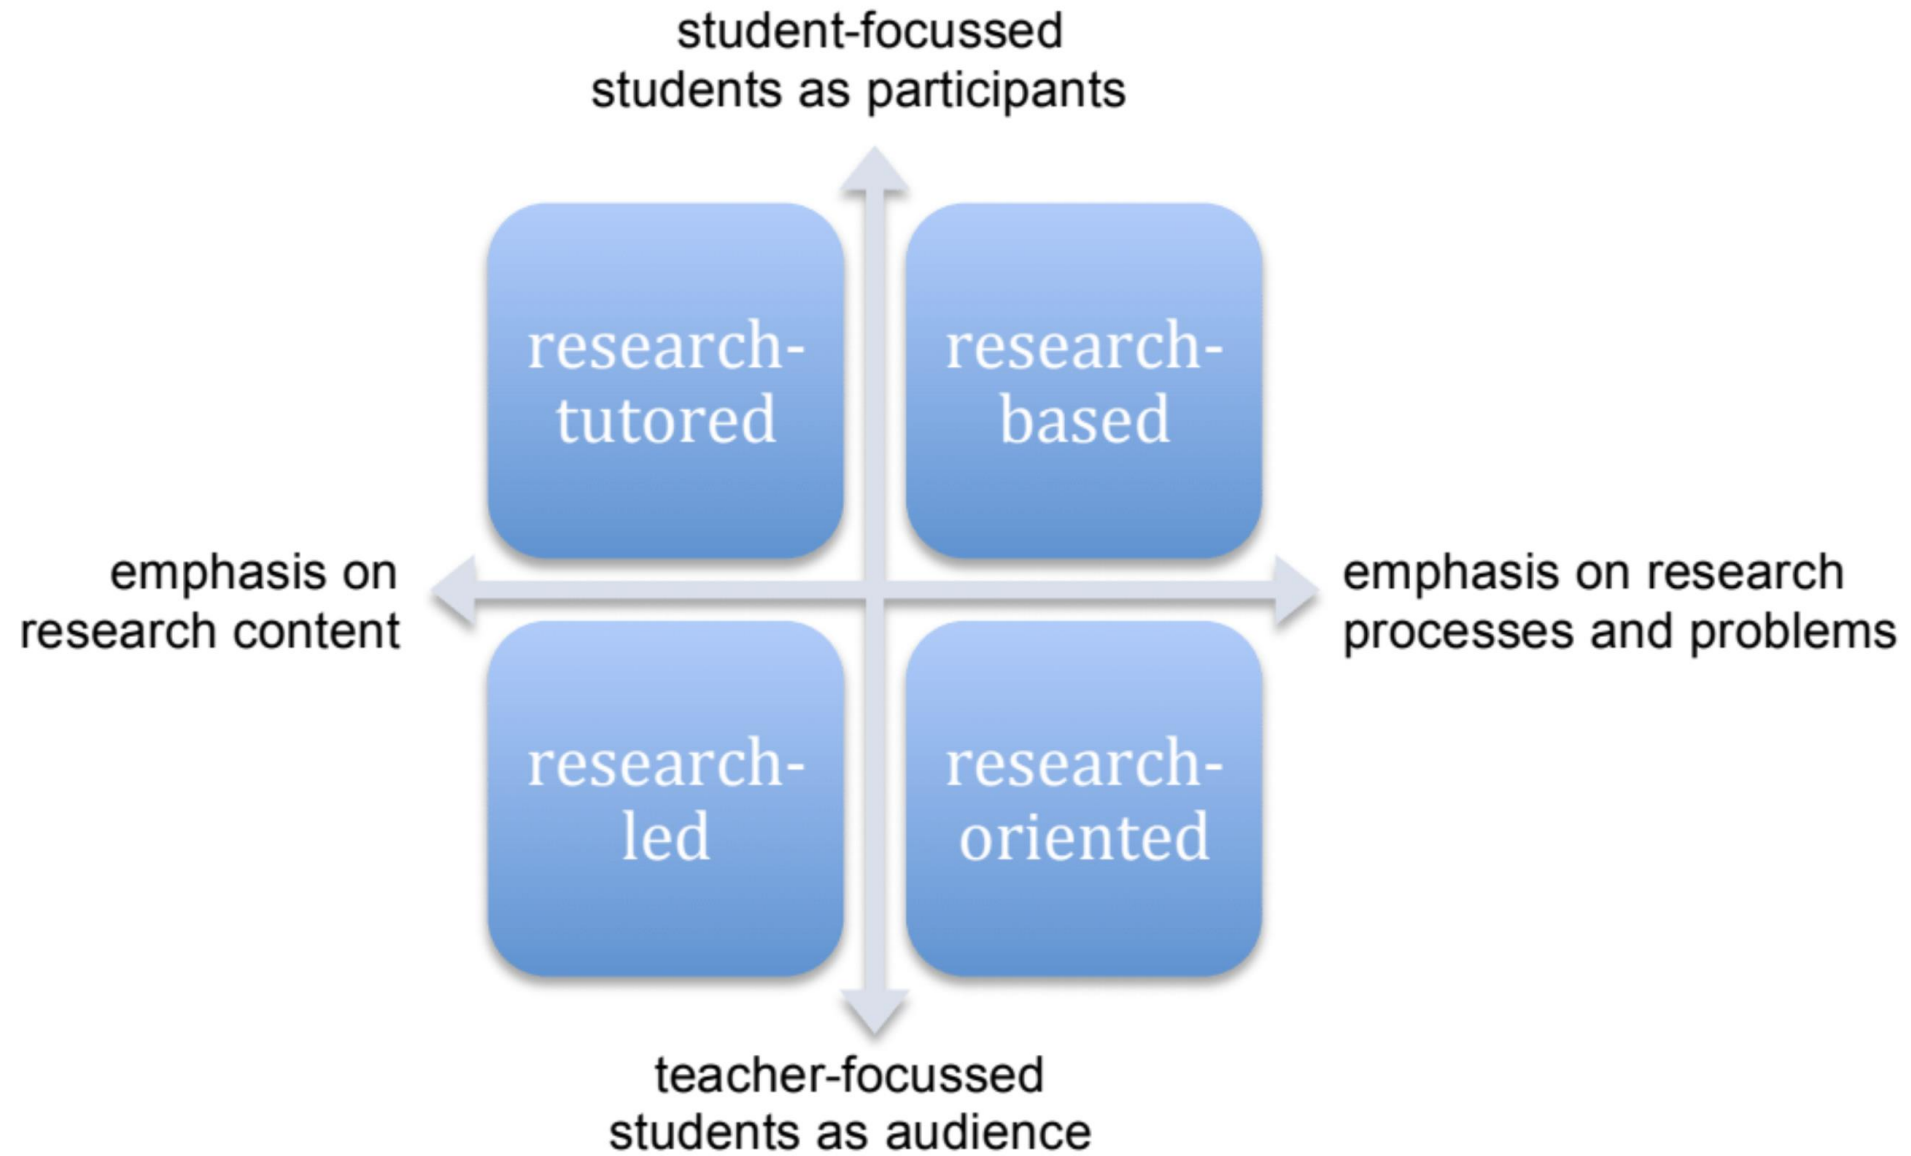 student-focussed
students as participants
research-
tutored
research-
based
emphasis on
research content
emphasis on research
processes and problems
research-
led
research-
oriented
teacher-focussed
students as audience